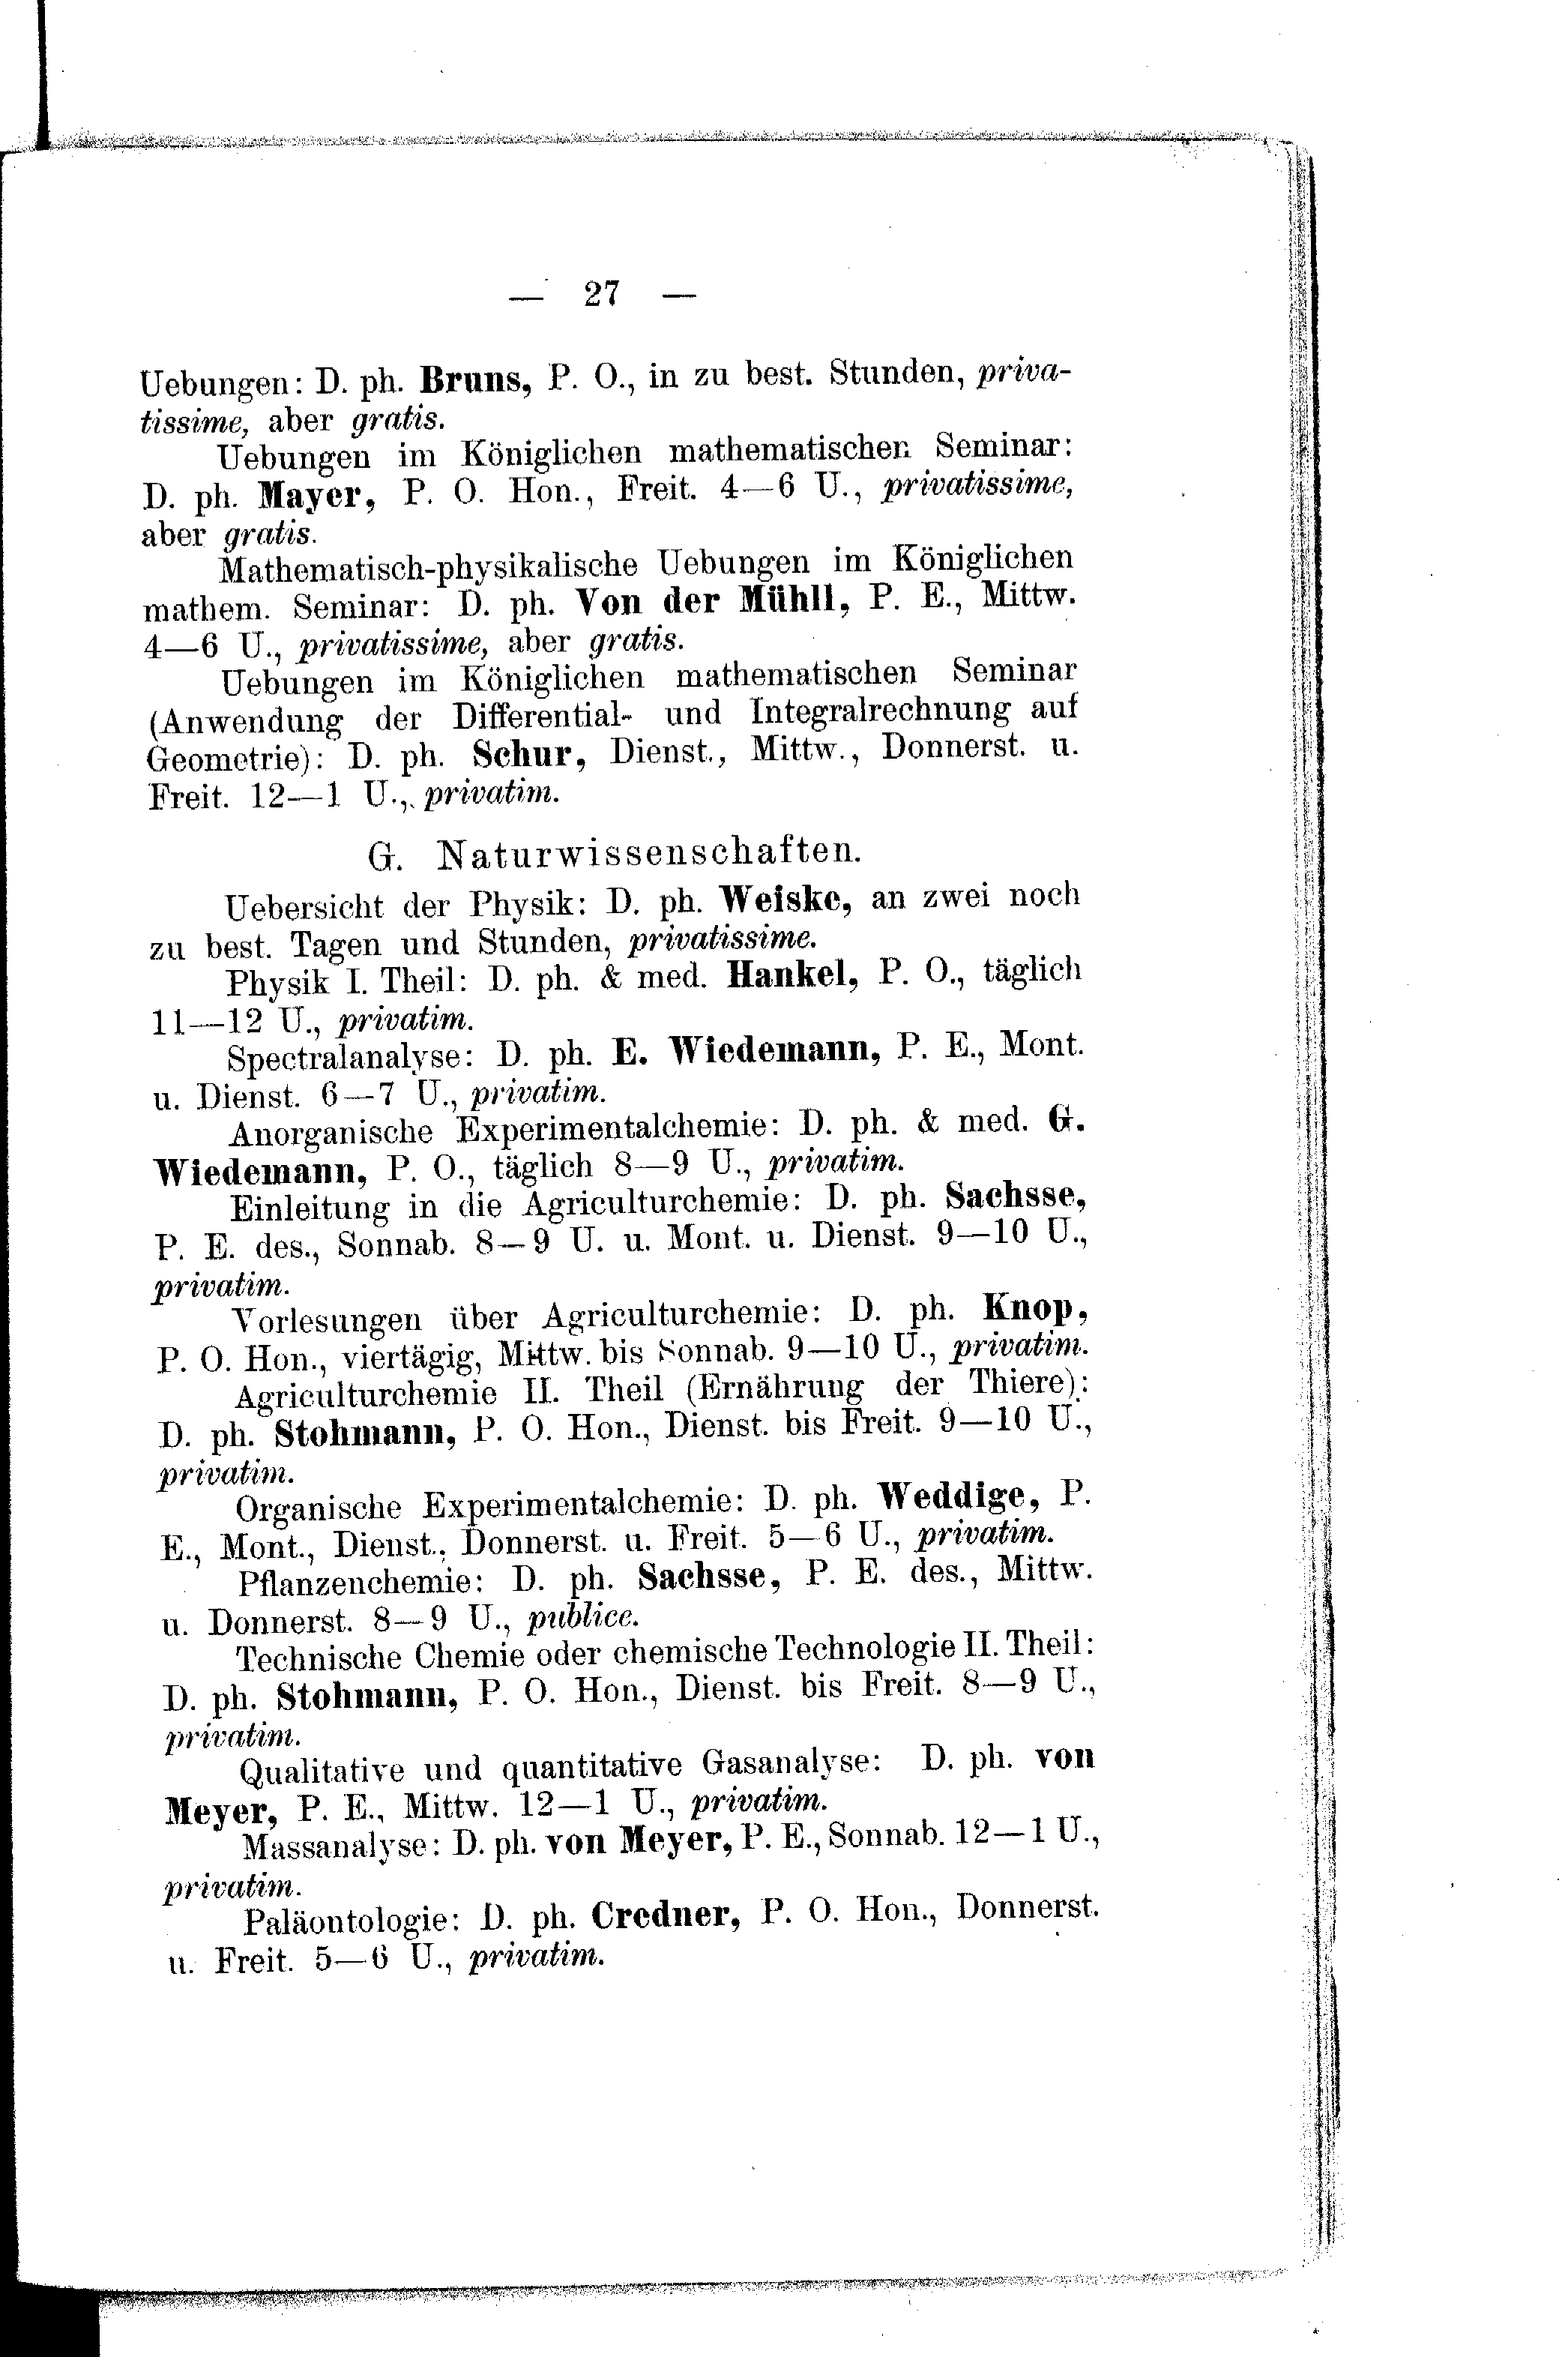 — 27 —
Uebungen: D. ph. Bruns, P. O., in zu best. Stunden, priva-
tissime, aber gratis.
Uebungen im Königlichen mathematischen Seminar:
D. ph. Mayer, P. O. Hon., Freit. 4—6 U., privatissime,
aber gratis.
Mathematisch-physikalische Uebungen im Königlichen
mathem. Seminar: D. ph. Von der Mühll, P. E., Mittw.
4—6 U., privatissime, aber gratis.
Uebungen im Königlichen mathematischen Seminar
(Anwendung der Differential- und Integralrechnung auf
Geometrie): D. ph. Schur, Dienst., Mittw., Donnerst. u.
Freit. 12—1 U., privatim.
G. Naturwissenschaften.
Uebersicht der Physik: D. ph. Weiske, an zwei noch
zu best. Tagen und Stunden, privatissime.
Physik I. Theil: D. ph. & med. Hankel, P. O., täglich
11—12 U., privatim.
Spectralanalyse: D. ph. E. Wiedemann, P. E., Mont.
u. Dienst. 6—7 U., privatim.
Anorganische Experimentalchemie: D. ph. & med. G.
Wiedemann, P. O., täglich 8—9 U., privatim.
Einleitung in die Agriculturchemie: D. ph. Sachsse,
P. E. des., Sonnab. 8—9 U. u. Mont. u. Dienst. 9—10 U.,
privatim.
Vorlesungen über Agriculturchemie: D. ph. Knop,
P. O. Hon., viertägig, Mittw. bis Sonnab. 9—10 U., privatim.
Agriculturchemie II. Theil (Ernährung der Thiere):
D. ph. Stohmann, P. O. Hon., Dienst. bis Freit. 9—10 U.,
privatim.
Organische Experimentalchemie: D. ph. Weddige, P.
E., Mont., Dienst., Donnerst. u. Freit. 5—6 U., privatim.
Pflanzenchemie: D. ph. Sachsse, P. E. des., Mittw.
u. Donnerst. 8—9 U., publice.
Technische Chemie oder chemische Technologie II. Theil:
D. ph. Stohmann, P. O. Hon., Dienst. bis Freit. 8—9 U.,
privatim.
Qualitative und quantitative Gasanalyse: D. ph. von
Meyer, P. E., Mittw. 12—1 U., privatim.
Massanalyse: D. ph. von Meyer, P. E., Sonnab. 12—1 U.,
privatim.
Paläontologie: D. ph. Credner, P. O. Hon., Donnerst.
u. Freit. 5—6 U., privatim.